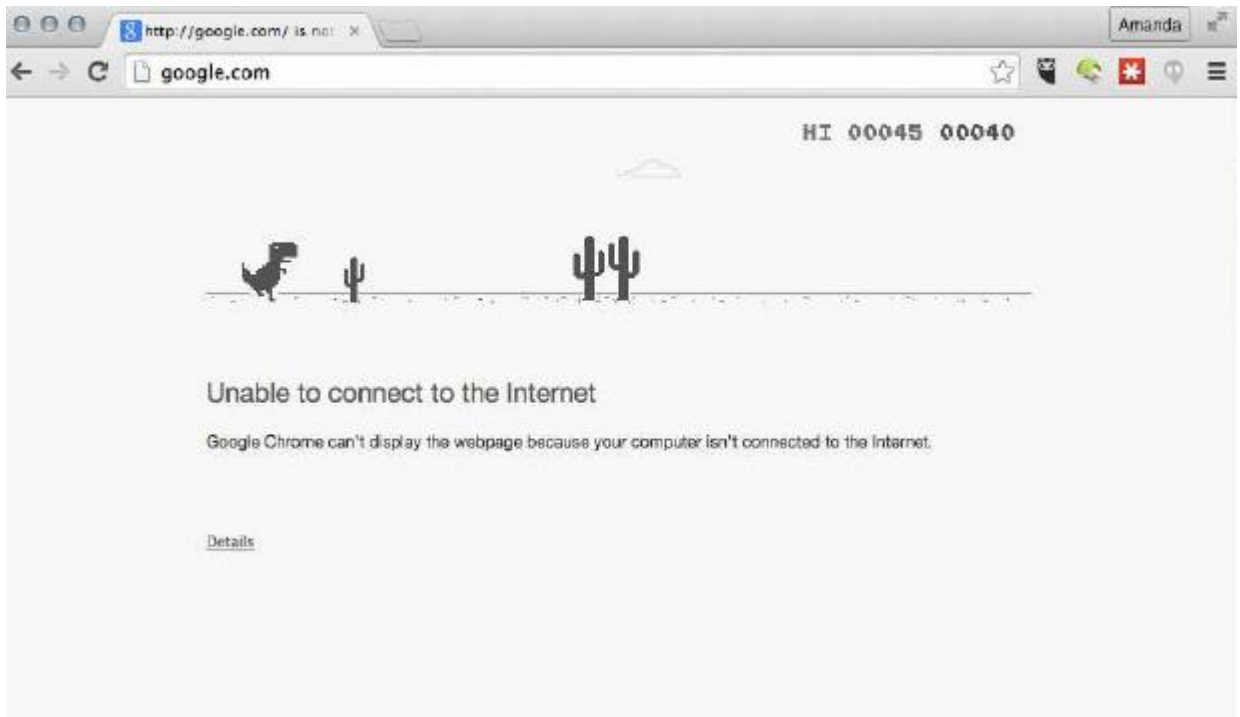 http://google.com/ is not
Amanda
google.com
HI 00045 00040
Unable to connect to the Internet
Google Chrome can't display the webpage because your computer isn't connected to the Internet.
Details